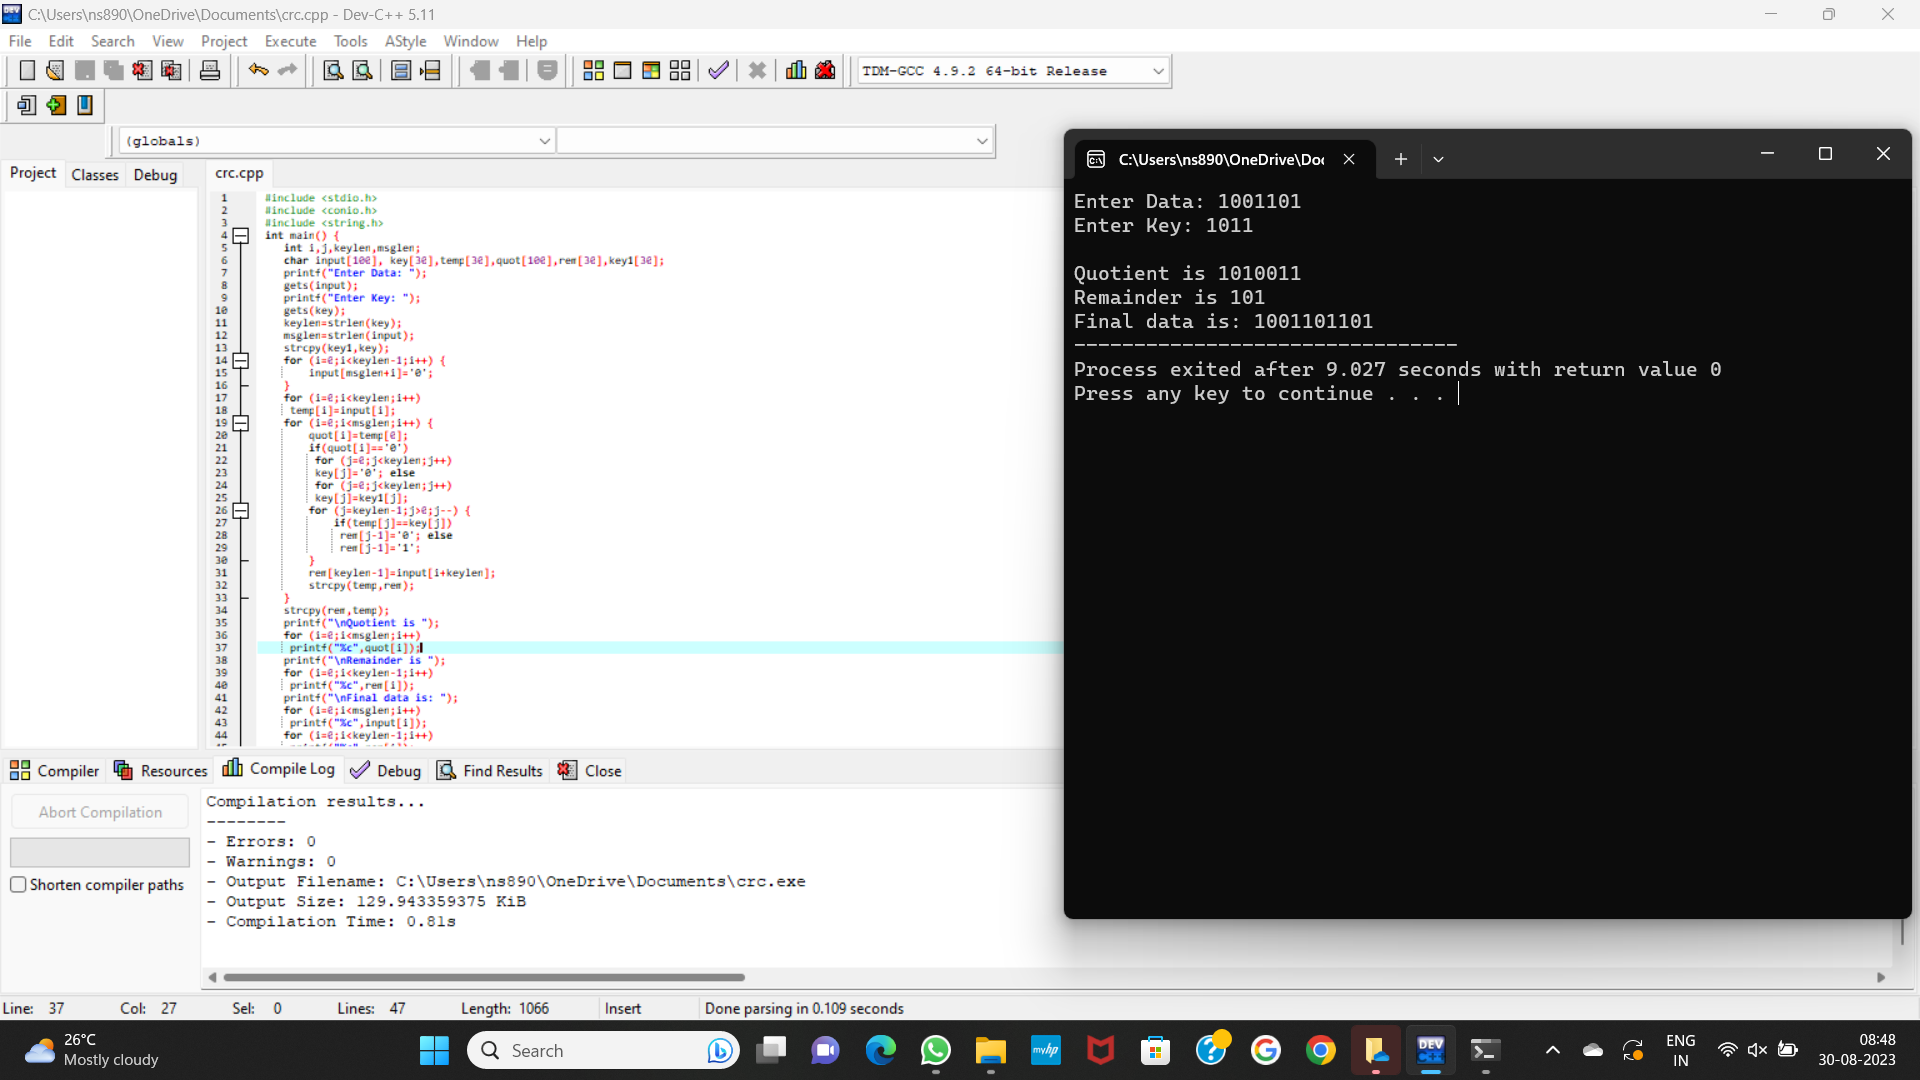 C:\Users\ns890\OneDrive\Documents\crc.cpp - Dev-C++ 5.11
File Edit Search View Project Execute Tools AStyle Window Help
TDM-GCC 4.9.2 64-bit Release
(globals)
Project Classes Debug
crc.cpp
1 #include <stdio.h>
2 #include <conio.h>
3 #include <string.h>
4 int main() {
5 int i,j,keylen,msglen;
6 char input[100], key[30],temp[30],quot[100],rem[30],key1[30];
7 printf("Enter Data: ");
8 gets(input);
9 printf("Enter Key: ");
10 gets(key);
11 keylen=strlen(key);
12 msglen=strlen(input);
13 strcpy(key1,key);
14 for (i=0;i<keylen-1;i++) {
15 input[msglen+i]='0';
16 }
17 for (i=0;i<keylen;i++)
18 temp[i]=input[i];
19 for (i=0;i<msglen;i++) {
20 quot[i]=temp[0];
21 if(quot[i]=='0')
22 for (j=0;j<keylen;j++)
23 key[j]='0'; else
24 for (j=0;j<keylen;j++)
25 key[j]=key1[j];
26 for (j=keylen-1;j>0;j--) {
27 if(temp[j]==key[j])
28 rem[j-1]='0'; else
29 rem[j-1]='1';
30 }
31 rem[keylen-1]=input[i+keylen];
32 strcpy(temp,rem);
33 }
34 strcpy(rem,temp);
35 printf("\nQuotient is ");
36 for (i=0;i<msglen;i++)
37 printf("%c",quot[i]);
38 printf("\nRemainder is ");
39 for (i=0;i<keylen-1;i++)
40 printf("%c",rem[i]);
41 printf("\nFinal data is: ");
42 for (i=0;i<msglen;i++)
43 printf("%c",input[i]);
44 for (i=0;i<keylen-1;i++)
C:\Users\ns890\OneDrive\Doc
Enter Data: 1001101
Enter Key: 1011
Quotient is 1010011
Remainder is 101
Final data is: 1001101101
--------------------------------
Process exited after 9.027 seconds with return value 0
Press any key to continue . . .
Compiler Resources Compile Log Debug Find Results Close
Abort Compilation
Shorten compiler paths
Compilation results...
--------
- Errors: 0
- Warnings: 0
- Output Filename: C:\Users\ns890\OneDrive\Documents\crc.exe
- Output Size: 129.943359375 KiB
- Compilation Time: 0.81s
Line: 37 Col: 27 Sel: 0 Lines: 47 Length: 1066 Insert Done parsing in 0.109 seconds
26°C
Mostly cloudy
Search
myhp
DEV
C++
ENG
IN
08:48
30-08-2023